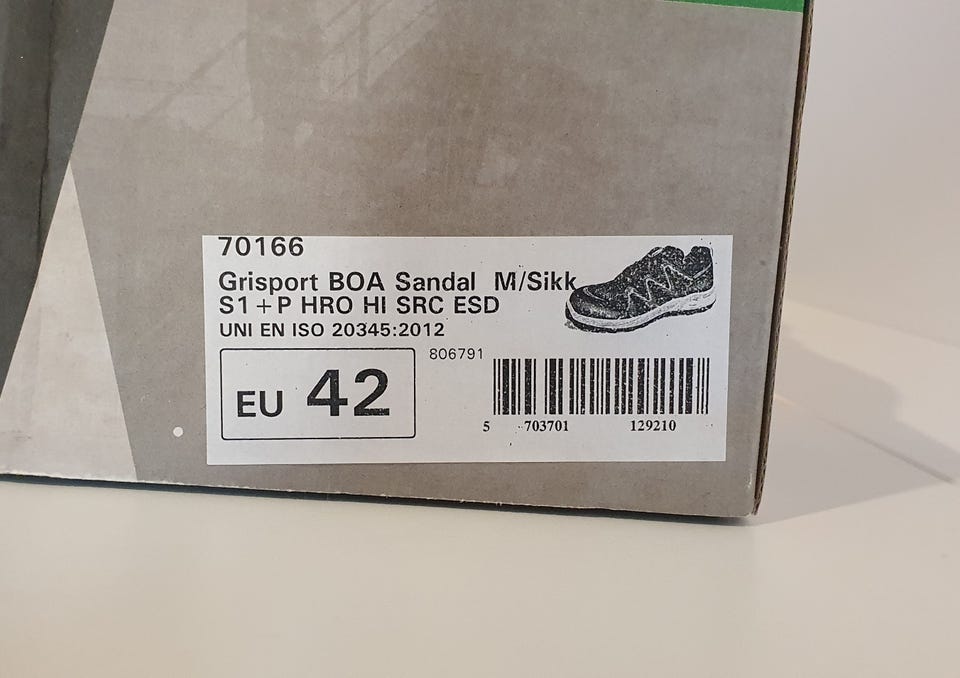 70166
Grisport BOA Sandal M/Sikk
S1+P HRO HI SRC ESD
UNI EN ISO 20345:2012
806791
EU 42
5 703701 129210